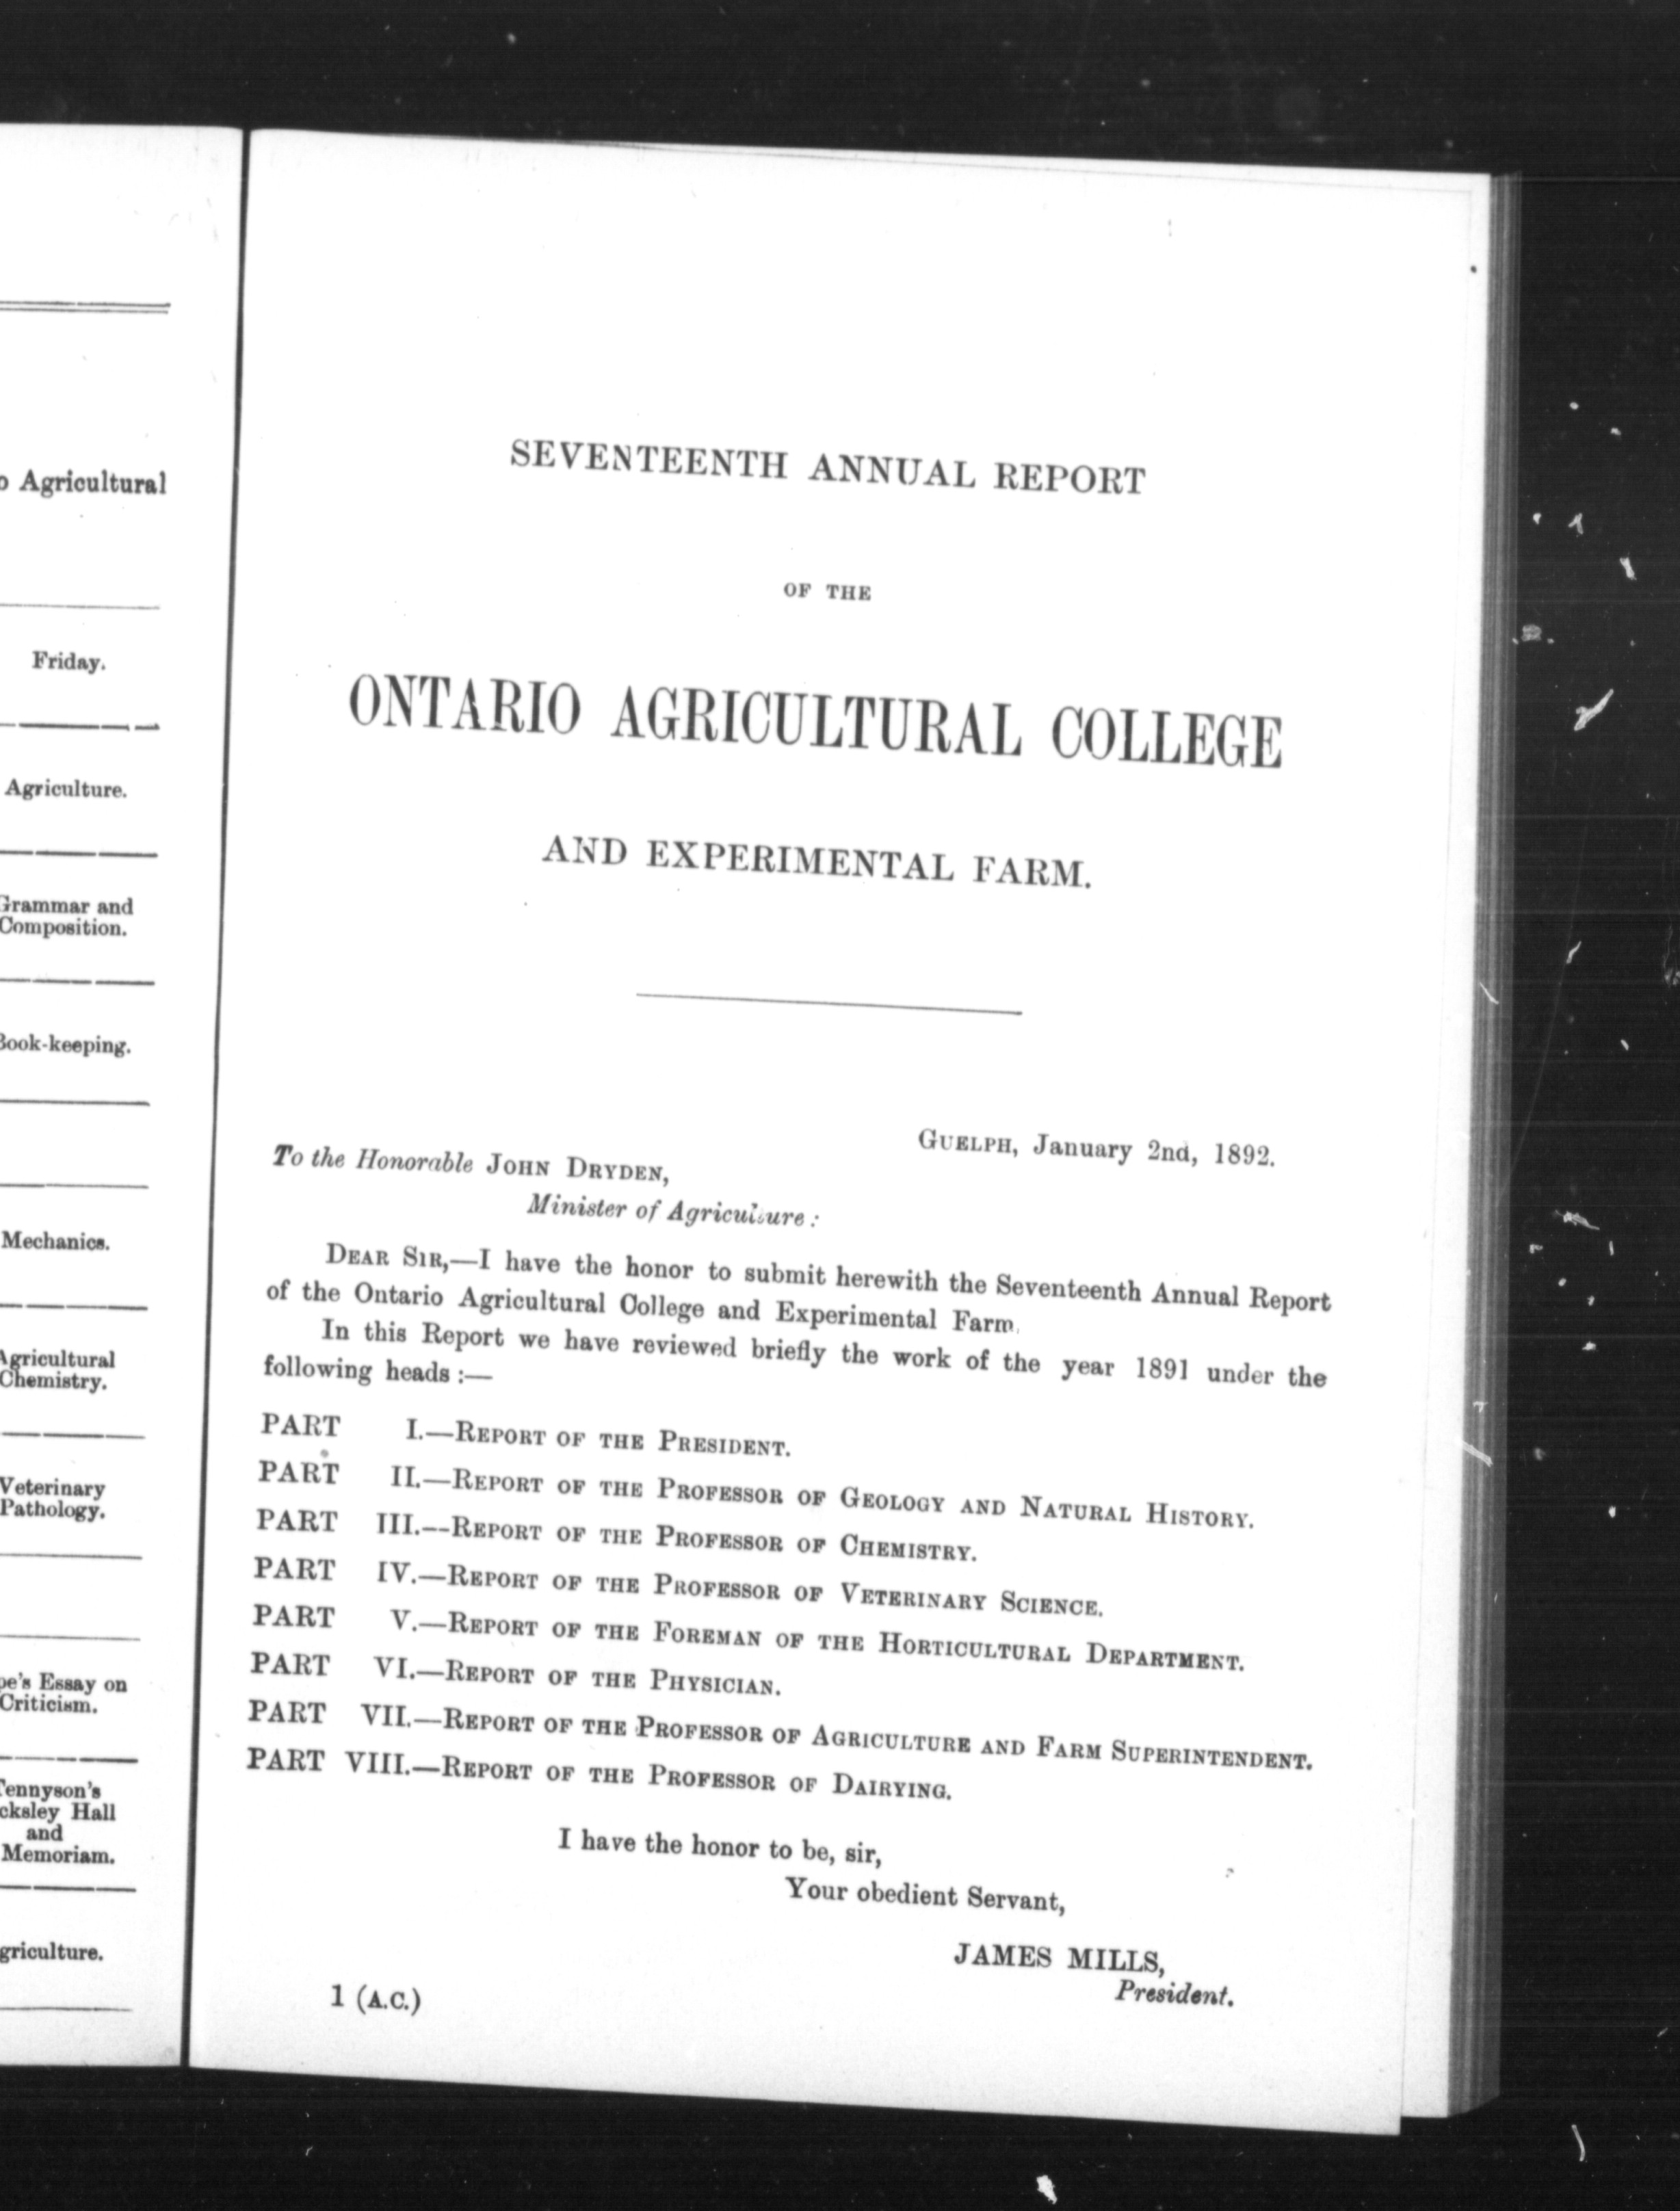 Agricultural
Friday.
Agriculture.
and
Composition.
Mechanics.
Chemistry.
Veterinary
Pathology.
Essay on
Criticism.
Hall
and
Memoriam.
SEVENTEENTH ANNUAL REPORT
OF THE
ONTARIO AGRICULTURAL COLLEGE
AND EXPERIMENTAL FARM.
GUELPH, January 2nd, 1892.
To the Honorable JOHN DRYDEN,
Minister of Agriculture :
DEAR SIR,—I have the honor to submit herewith the Seventeenth Annual Report
of the Ontario Agricultural College and Experimental Farm.
In this Report we have reviewed briefly the work of the year 1891 under the
following heads :—
PART I.—REPORT OF THE PRESIDENT.
PART II.—REPORT OF THE PROFESSOR OF GEOLOGY AND NATURAL HISTORY.
PART III.—REPORT OF THE PROFESSOR OF CHEMISTRY.
PART IV.—REPORT OF THE PROFESSOR OF VETERINARY SCIENCE.
PART V.—REPORT OF THE FOREMAN OF THE HORTICULTURAL DEPARTMENT.
PART VI.—REPORT OF THE PHYSICIAN.
PART VII.—REPORT OF THE PROFESSOR OF AGRICULTURE AND FARM SUPERINTENDENT.
PART VIII.—REPORT OF THE PROFESSOR OF DAIRYING.
I have the honor to be, sir,
Your obedient Servant,
JAMES MILLS,
President.
1 (A.C.)